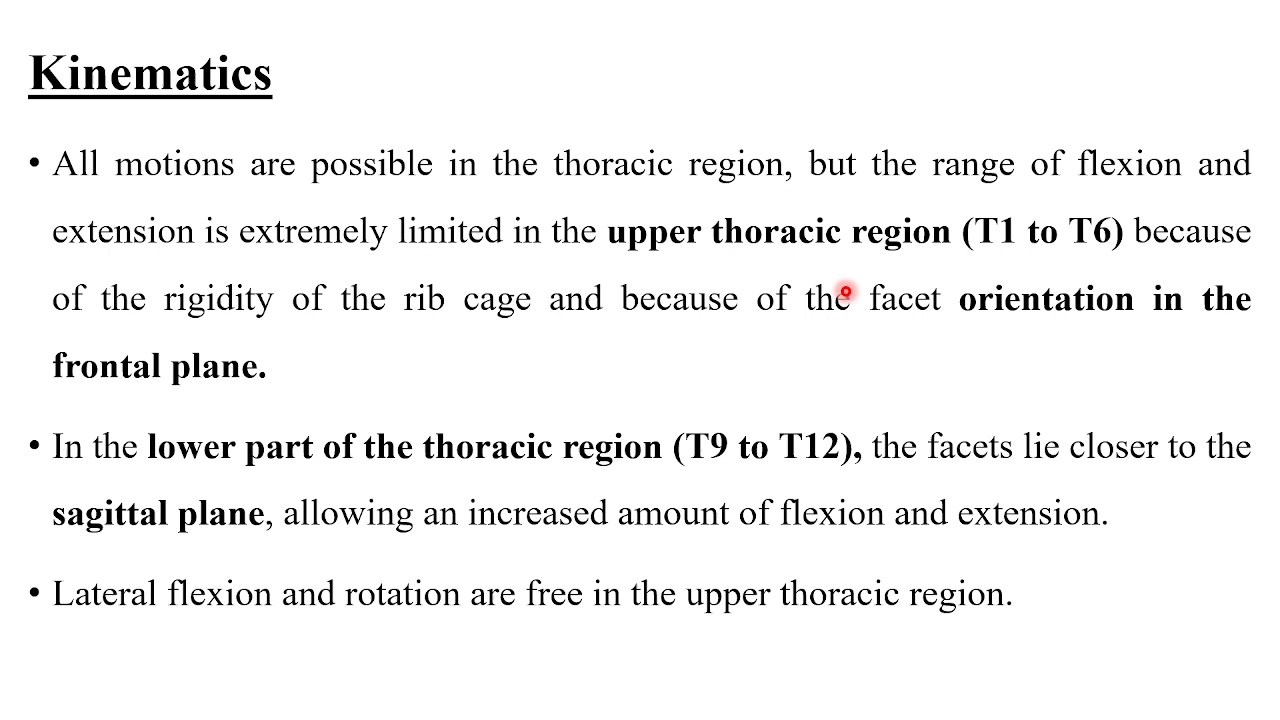 Kinematics
• All motions are possible in the thoracic region, but the range of flexion and
extension is extremely limited in the upper thoracic region (T1 to T6) because
of the rigidity of the rib cage and because of the facet orientation in the
frontal plane.
• In the lower part of the thoracic region (T9 to T12), the facets lie closer to the
sagittal plane, allowing an increased amount of flexion and extension.
• Lateral flexion and rotation are free in the upper thoracic region.